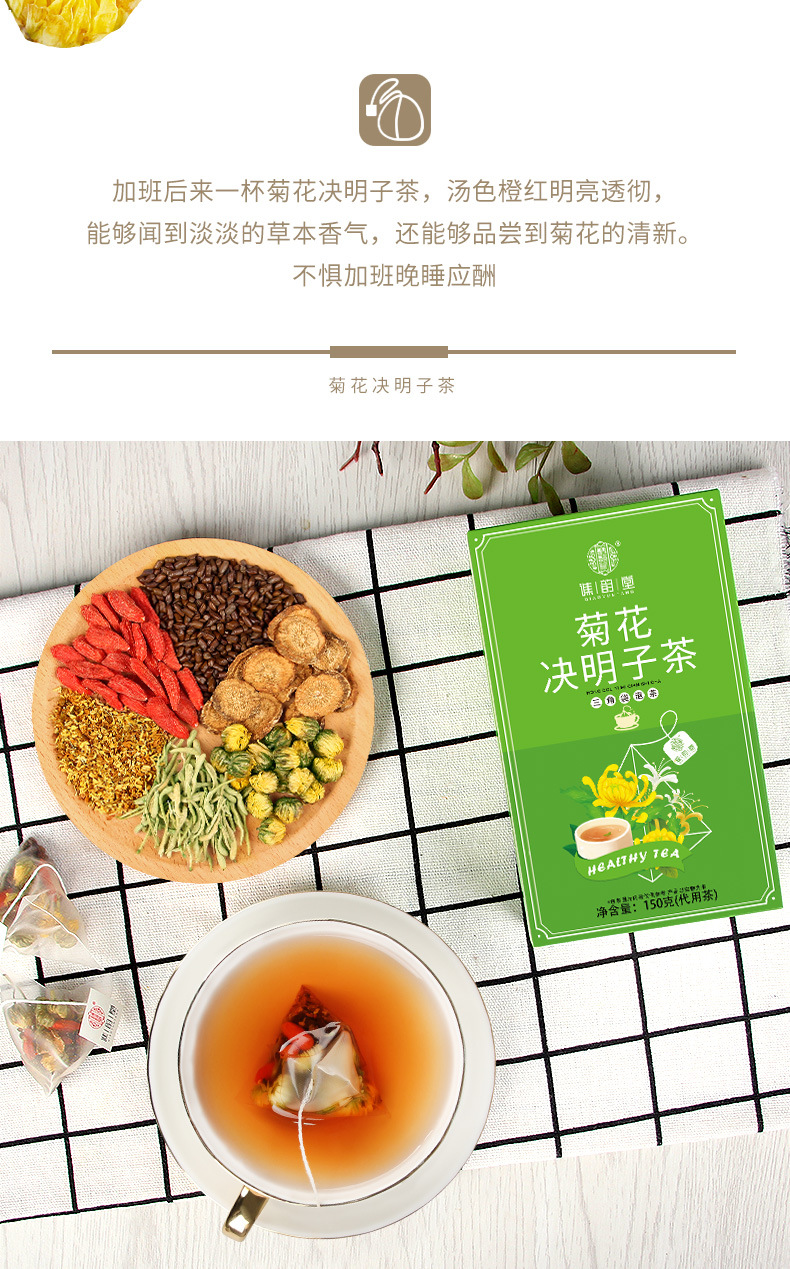 加班后来一杯菊花决明子茶，汤色橙红明亮透彻，
能够闻到淡淡的草本香气，还能够品尝到菊花的清新。
不惧加班晚睡应酬
菊花决明子茶
菊花
决明子茶
三角袋泡茶
HEALTHY TEA
净含量：150克(代用茶)